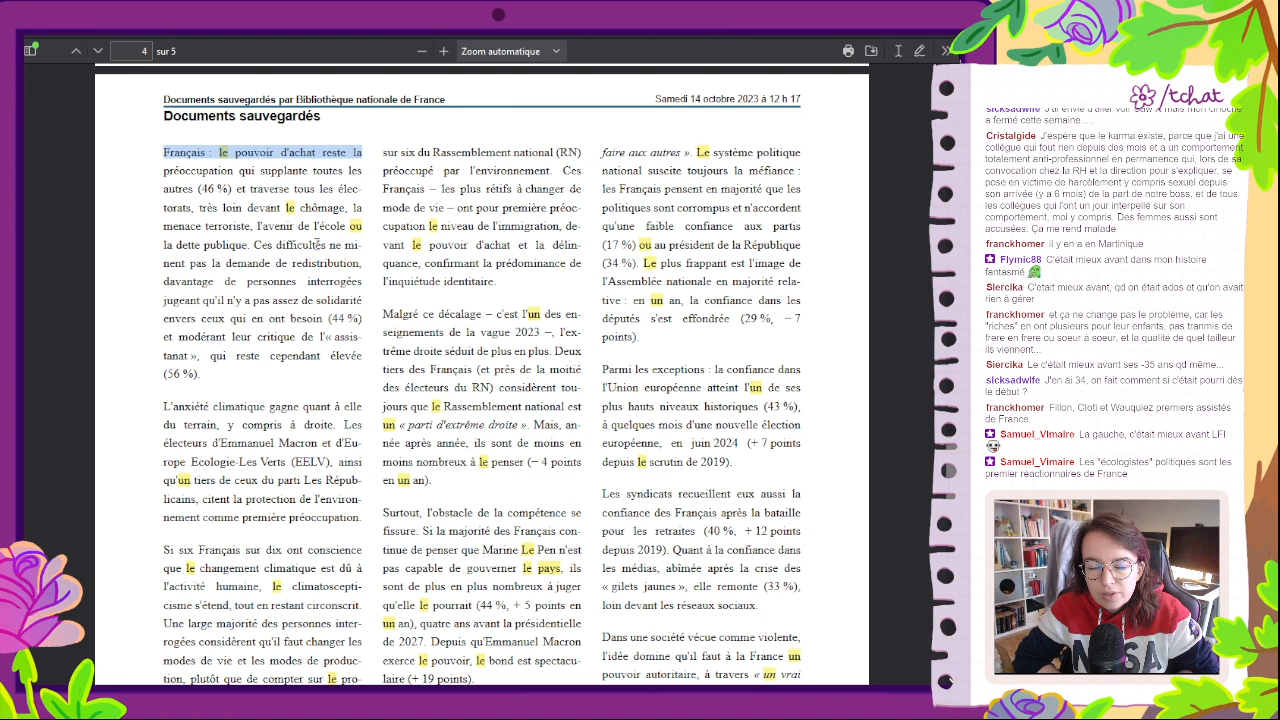 4
sur 5
Zoom automatique
Documents sauvegardés par Bibliothèque nationale de France
Samedi 14 octobre 2023 à 12 h 17
Documents sauvegardés
Français : le pouvoir d'achat reste la
préoccupation qui supplante toutes les
autres (46 %) et traverse tous les élec-
torats, très loin devant le chômage, la
menace terroriste, l'avenir de l'école ou
la dette publique. Ces difficultés ne mi-
nent pas la demande de redistribution,
davantage de personnes interrogées
jugeant qu'il n'y a pas assez de solidarité
envers ceux qui en ont besoin (44 %)
et modérant leur critique de l'« assis-
tanat », qui reste cependant élevée
(56 %).
L'anxiété climatique gagne quant à elle
du terrain, y compris à droite. Les
électeurs d'Emmanuel Macron et d'Eu-
rope Ecologie-Les Verts (EELV), ainsi
qu'un tiers de ceux du parti Les Répub-
licains, citent la protection de l'environ-
nement comme première préoccupation.
Si six Français sur dix ont conscience
que le changement climatique est dû à
l'activité humaine, le climatoscepti-
cisme s'étend, tout en restant circonscrit.
Une large majorité des personnes inter-
rogées considèrent qu'il faut changer les
modes de vie et les modes de produc-
tion, plutôt que de compter sur le pro-
sur six du Rassemblement national (RN)
préoccupé par l'environnement. Ces
Français – les plus rétifs à changer de
mode de vie – ont pour première préoc-
cupation le niveau de l'immigration, de-
vant le pouvoir d'achat et la délin-
quance, confirmant la prédominance de
l'inquiétude identitaire.
Malgré ce décalage – c'est l'un des en-
seignements de la vague 2023 –, l'ex-
trême droite séduit de plus en plus. Deux
tiers des Français (et près de la moitié
des électeurs du RN) considèrent tou-
jours que le Rassemblement national est
un « parti d'extrême droite ». Mais, an-
née après année, ils sont de moins en
moins nombreux à le penser (− 4 points
en un an).
Surtout, l'obstacle de la compétence se
fissure. Si la majorité des Français con-
tinue de penser que Marine Le Pen n'est
pas capable de gouverner le pays, ils
sont de plus en plus nombreux à juger
qu'elle le pourrait (44 %, + 5 points en
un an), quatre ans avant la présidentielle
de 2027. Depuis qu'Emmanuel Macron
exerce le pouvoir, le bond est spectacu-
laire (+ 19 points).
faire aux autres ». Le système politique
national suscite toujours la méfiance :
les Français pensent en majorité que les
politiques sont corrompus et n'accordent
qu'une faible confiance aux partis
(17 %) ou au président de la République
(34 %). Le plus frappant est l'image de
l'Assemblée nationale en majorité rela-
tive : en un an, la confiance dans les
députés s'est effondrée (29 %, − 7
points).
Parmi les exceptions : la confiance dans
l'Union européenne atteint l'un de ses
plus hauts niveaux historiques (43 %),
à quelques mois d'une nouvelle élection
européenne, en juin 2024 (+ 7 points
depuis le scrutin de 2019).
Les syndicats recueillent eux aussi la
confiance des Français après la bataille
pour les retraites (40 %, + 12 points
depuis 2019). Quant à la confiance dans
les médias, abîmée après la crise des
« gilets jaunes », elle remonte (33 %),
loin devant les réseaux sociaux.
Dans une société vécue comme violente,
l'idée domine qu'il faut à la France un
pouvoir autoritaire, à travers « un vrai
/tchat
sicksadwife J'ai envie d'aller voir Saw X mais mon cinoche
a fermé cette semaine.....
Cristalgide J'espère que le karma existe, parce que j'ai une
collègue qui fout rien depuis des mois et a un comportement
totalement anti-professionnel en permanence qui, lors de sa
convocation chez la RH et la direction pour s'expliquer, se
pose en victime de harcèlement y compris sexuel depuis
son arrivée (y a 6 mois) de la part de notre boss, et de tous
les collègues qui l'ont un jour interpellé sur son
comportement, moi y compris. Des femmes aussi sont
accusées. Ça me rend malade
franckhomer il y en a en Martinique
Flymic88 C'était mieux avant dans mon histoire
fantasmé
Siercika C'etait mieux avant, qd on était ados et qu'on avait
rien à gérer
franckhomer et ça ne change pas le problème, car les
"riches" en ont plusieurs pour leur enfants, pas tranmis de
frere en frere ou soeur à soeur, et la qualité de quel tailleur
ils viennent...
Siercika Le c'était mieux avant ses -35 ans qd même...
sicksadwife J'en ai 34, on fait comment si c'était pourri dès
le début ?
franckhomer Fillon, Cloti et Wauquiez premiers assistés
de France
Samuel_Vimaire La gauche, c'était mieux avant LFI
Samuel_Vimaire Les "écologistes" politiques sont les
premier réactionnaires de France
NASA